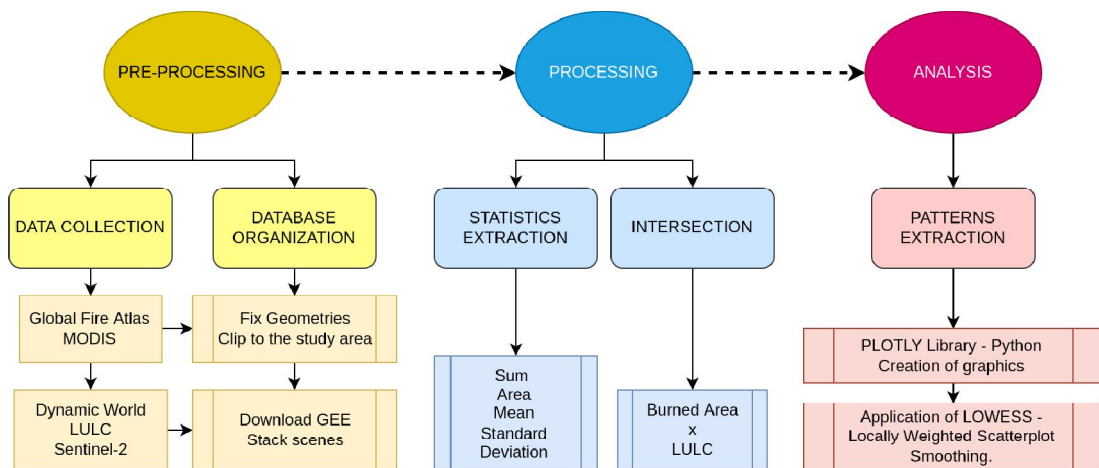 PRE-PROCESSING
PROCESSING
ANALYSIS
DATA COLLECTION
DATABASE
ORGANIZATION
STATISTICS
EXTRACTION
INTERSECTION
PATTERNS
EXTRACTION
Global Fire Atlas
MODIS
Fix Geometries
Clip to the study area
Dynamic World
LULC
Sentinel-2
Download GEE
Stack scenes
Sum
Area
Mean
Standard
Deviation
Burned Area
x
LULC
PLOTLY Library - Python
Creation of graphics
Application of LOWESS -
Locally Weighted Scatterplot
Smoothing.